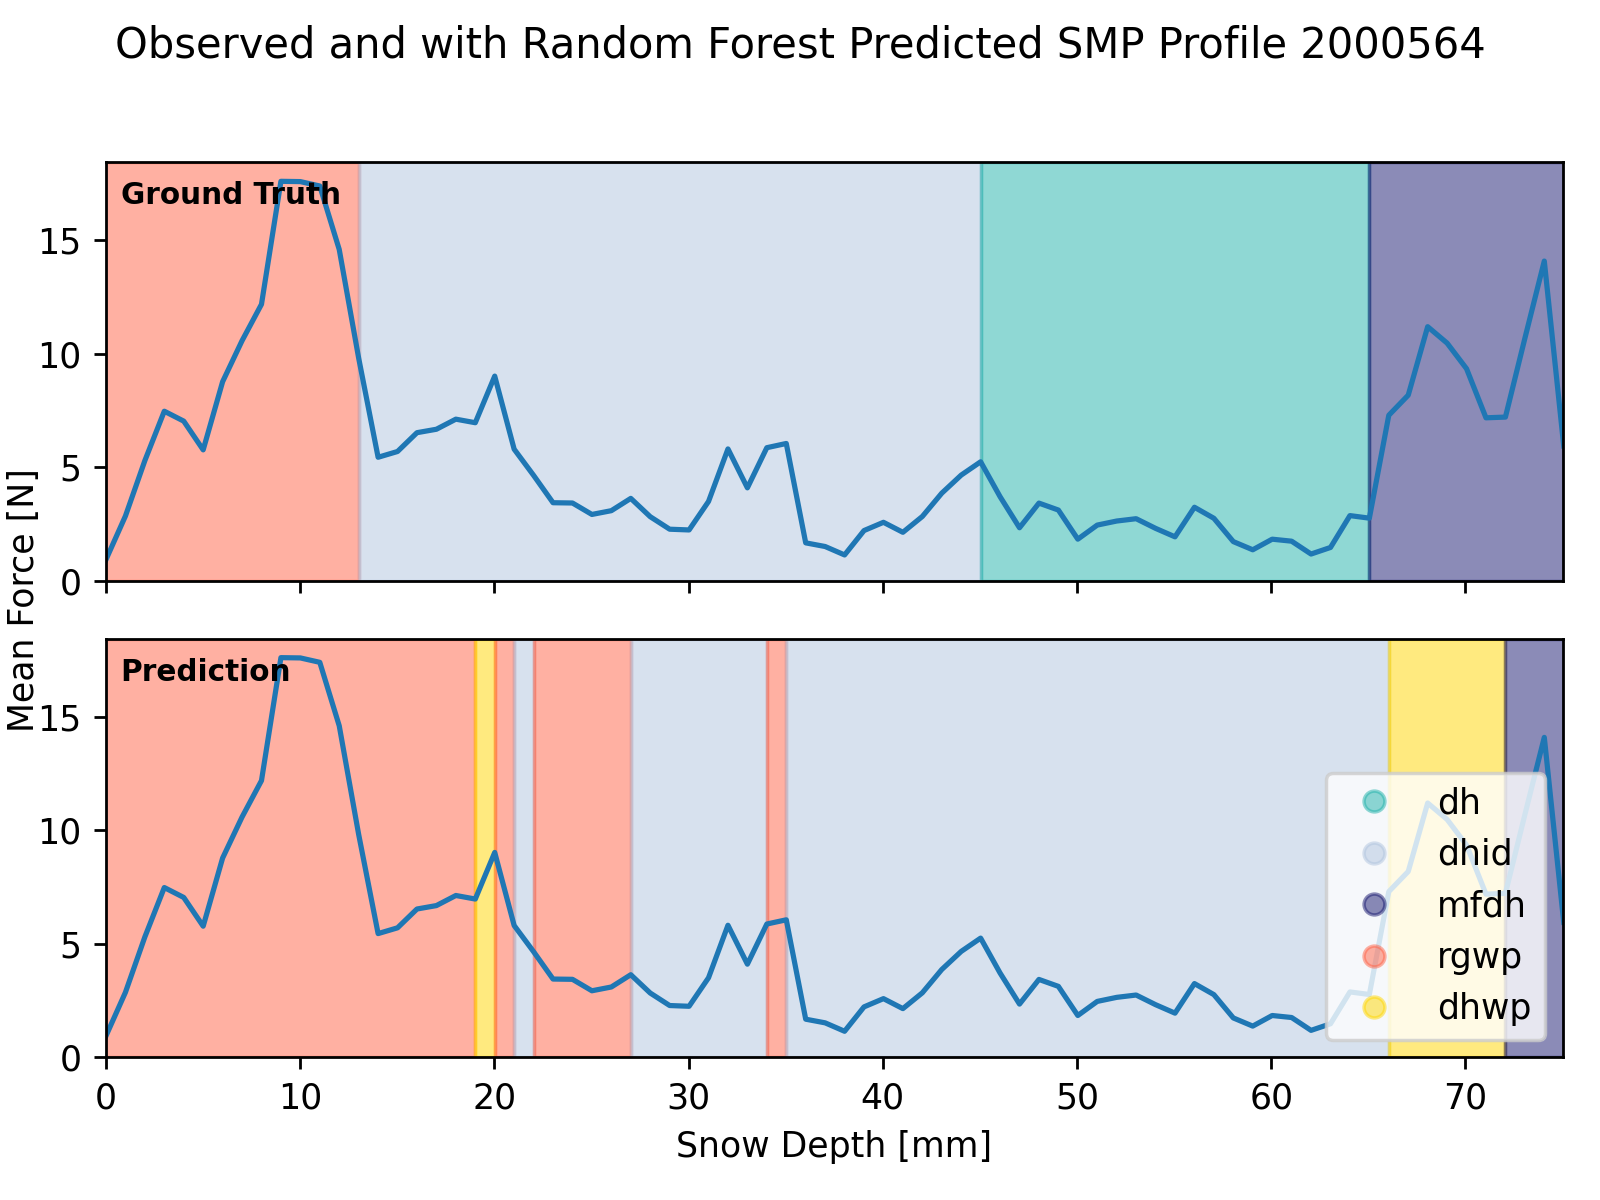 Observed and with Random Forest Predicted SMP Profile 2000564
Ground Truth
15
10
5
0
Mean Force [N]
Prediction
15
10
5
0
dh
dhid
mfdh
rgwp
dhwp
0 10 20 30 40 50 60 70
Snow Depth [mm]